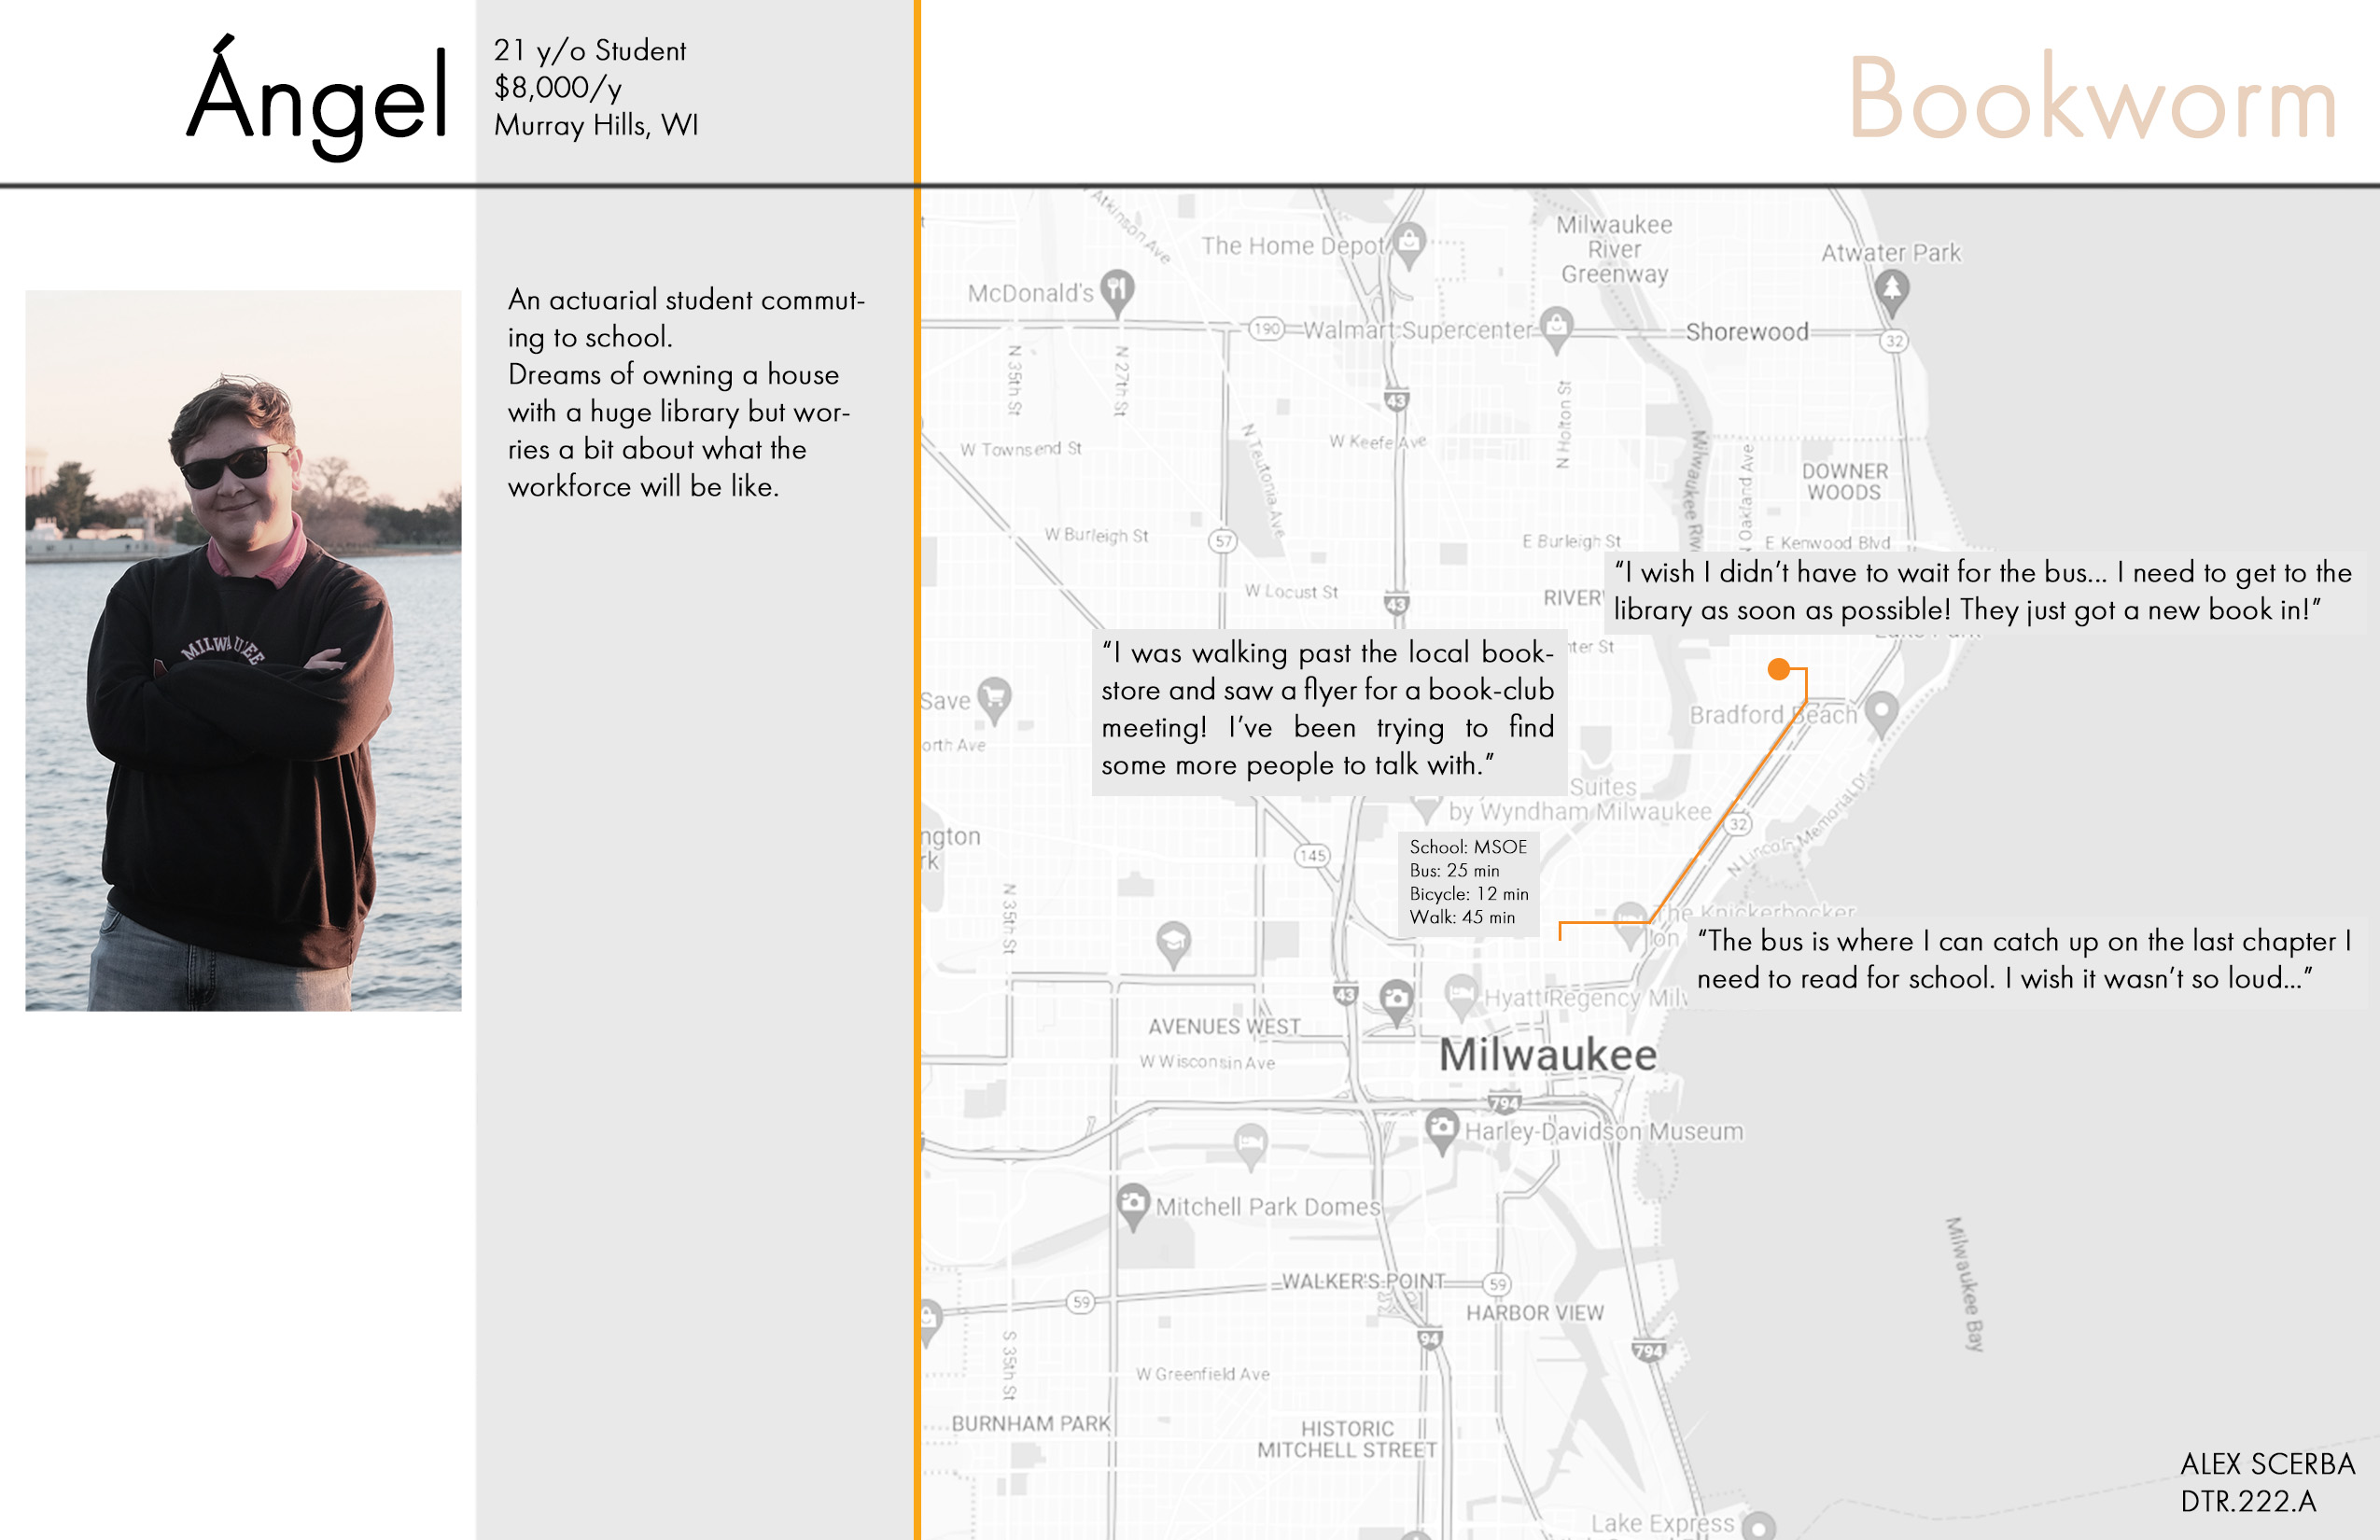 Ángel
21 y/o Student
$8,000/y
Murray Hills, WI
Bookworm
An actuarial student commut-
ing to school.
Dreams of owning a house
with a huge library but wor-
ries a bit about what the
workforce will be like.
MILWAUKEE
Atkinson Ave
The Home Depot
Milwaukee
River
Greenway
Atwater Park
McDonald's
190
Walmart Supercenter
Shorewood
32
N 35th St
N 27th St
43
N Holton St
W Townsend St
N Teutonia Ave
W Keefe Ave
Oakland Ave
DOWNER
WOODS
W Burleigh St
57
E Burleigh St
E Kenwood Blvd
W Locust St
43
“I wish I didn’t have to wait for the bus... I need to get to the
library as soon as possible! They just got a new book in!”
“I was walking past the local book-
store and saw a flyer for a book-club
meeting! I’ve been trying to find
some more people to talk with.”
Save
Bradford Beach
Suites
by Wyndham Milwaukee
32
N Lincoln Memorial Dr
145
School: MSOE
Bus: 25 min
Bicycle: 12 min
Walk: 45 min
N 35th St
The Knickerbocker
“The bus is where I can catch up on the last chapter I
need to read for school. I wish it wasn’t so loud...”
43
Hyatt Regency
AVENUES WEST
W Wisconsin Ave
Milwaukee
794
Harley-Davidson Museum
Mitchell Park Domes
Milwaukee Bay
WALKER'S POINT
59
59
HARBOR VIEW
S 35th St
94
794
W Greenfield Ave
BURNHAM PARK
HISTORIC
MITCHELL STREET
Lake Express
ALEX SCERBA
DTR.222.A